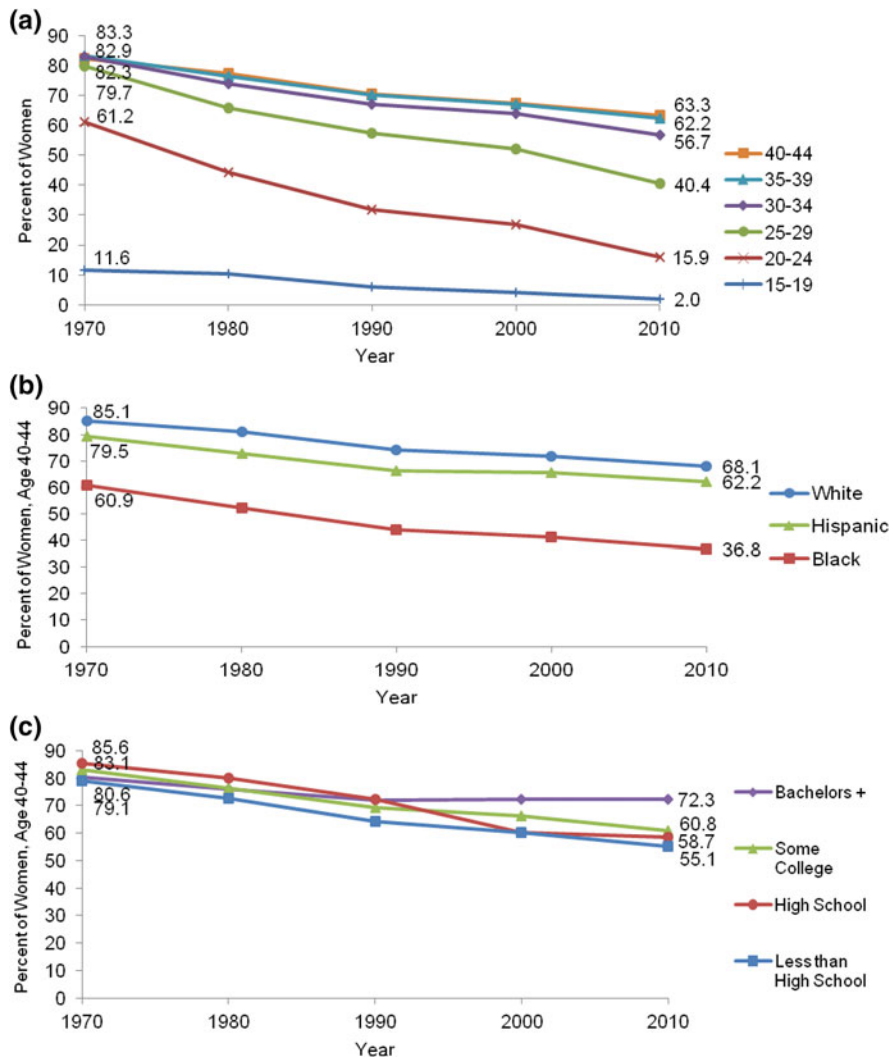 (a)
Percent of Women
90
80
70
60
50
40
30
20
10
0
83.3
82.9
82.3
79.7
61.2
11.6
63.3
62.2
56.7
40.4
15.9
2.0
40-44
35-39
30-34
25-29
20-24
15-19
1970 1980 1990 2000 2010
Year
(b)
Percent of Women, Age 40-44
90
80
70
60
50
40
30
20
10
0
85.1
79.5
60.9
68.1
62.2
36.8
White
Hispanic
Black
1970 1980 1990 2000 2010
Year
(c)
Percent of Women, Age 40-44
90
80
70
60
50
40
30
20
10
0
85.6
83.1
80.6
79.1
72.3
60.8
58.7
55.1
Bachelors +
Some
College
High School
Less than
High School
1970 1980 1990 2000 2010
Year